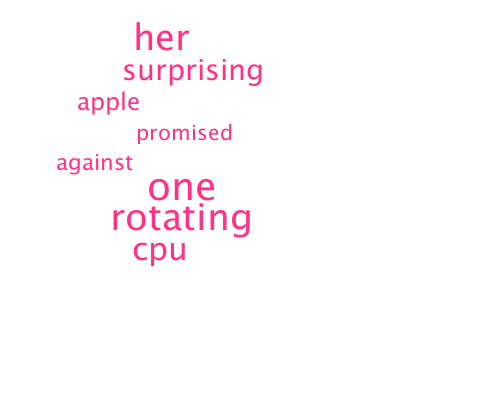 her
surprising
apple
promised
against
one
rotating
cpu